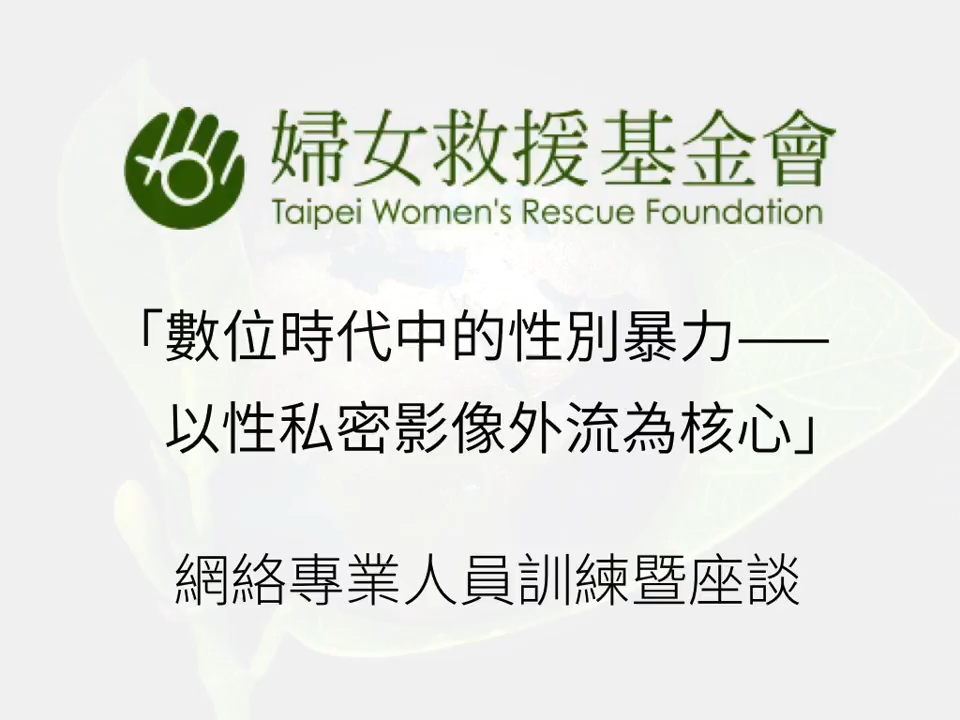 婦女救援基金會
Taipei Women's Rescue Foundation
「數位時代中的性別暴力——
以性私密影像外流為核心」
網絡專業人員訓練暨座談